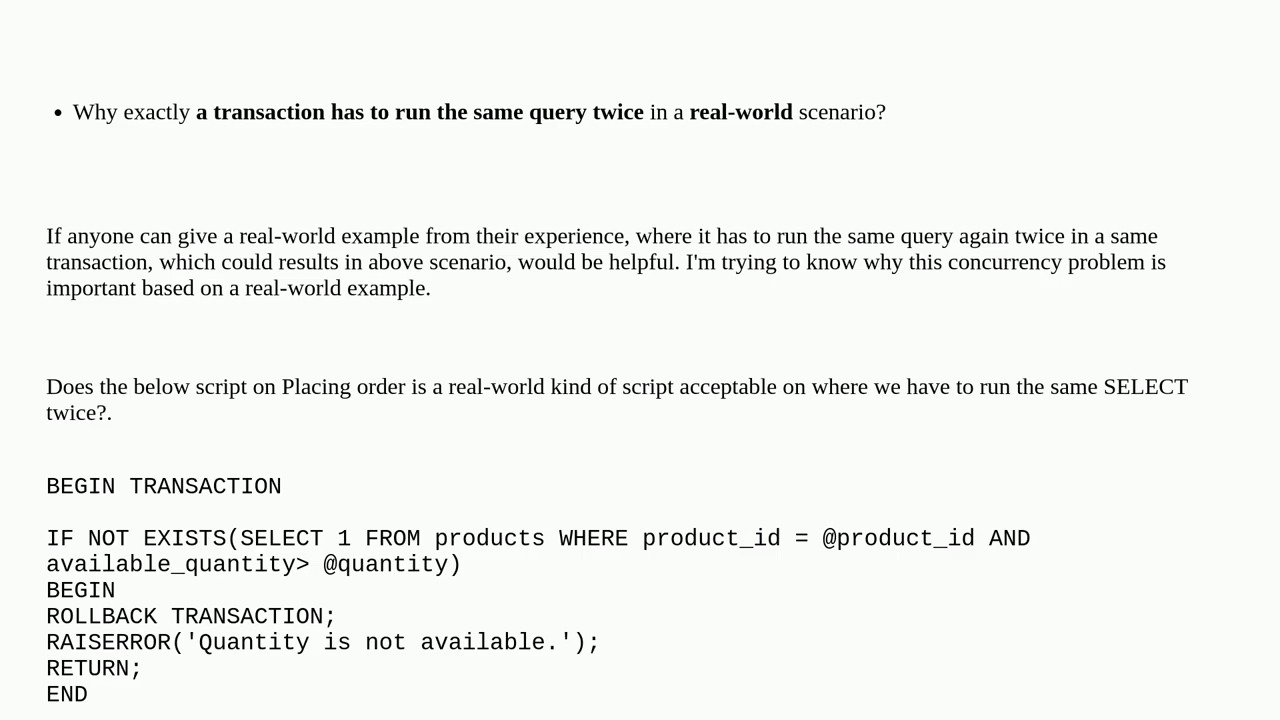 • Why exactly a transaction has to run the same query twice in a real-world scenario?
If anyone can give a real-world example from their experience, where it has to run the same query again twice in a same
transaction, which could results in above scenario, would be helpful. I'm trying to know why this concurrency problem is
important based on a real-world example.
Does the below script on Placing order is a real-world kind of script acceptable on where we have to run the same SELECT
twice?.
BEGIN TRANSACTION
IF NOT EXISTS(SELECT 1 FROM products WHERE product_id = @product_id AND
available_quantity> @quantity)
BEGIN
ROLLBACK TRANSACTION;
RAISERROR('Quantity is not available.');
RETURN;
END